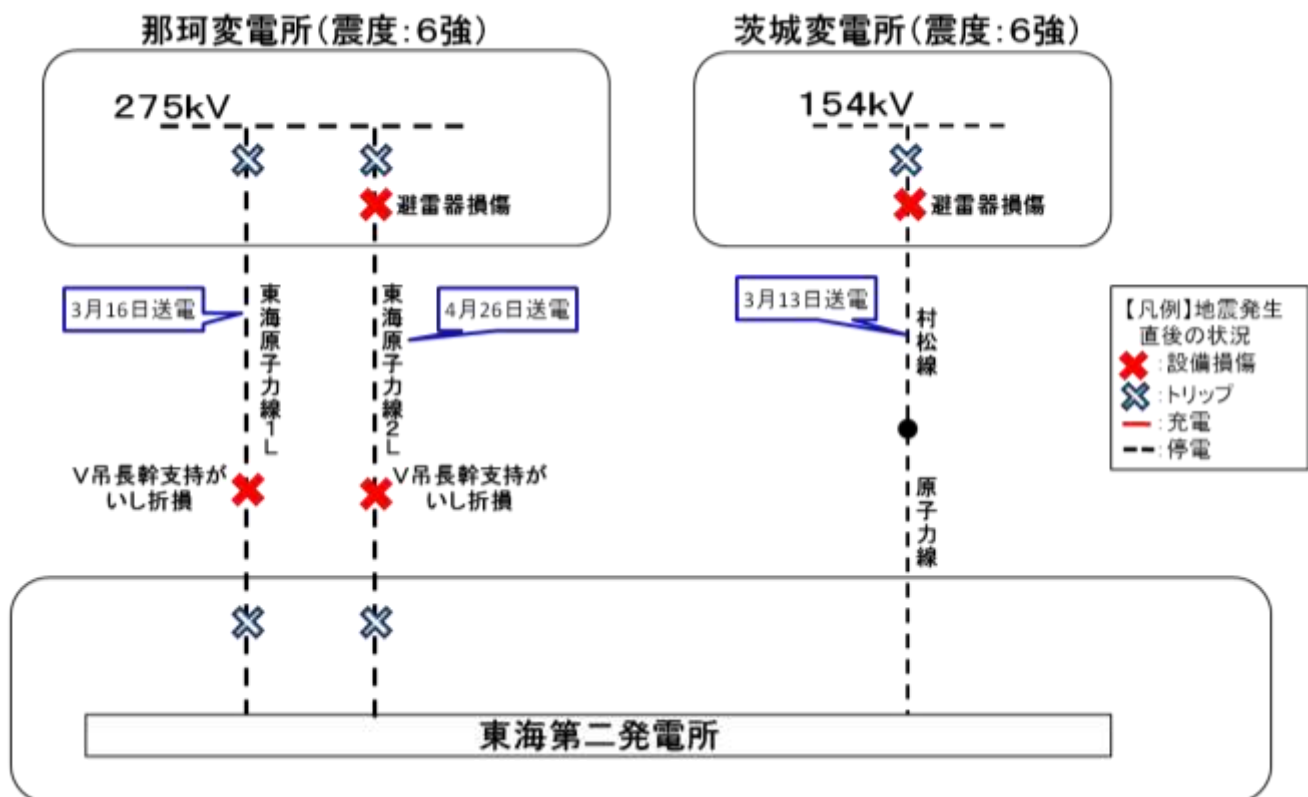 那珂変電所(震度:6強)
茨城変電所(震度:6強)
275kV
154kV
避雷器損傷
避雷器損傷
3月16日送電
東海原子力線1L
東海原子力線2L
4月26日送電
3月13日送電
村松線
【凡例】地震発生
直後の状況
:設備損傷
:トリップ
:充電
:停電
V吊長幹支持が
いし折損
V吊長幹支持が
いし折損
原子力線
東海第二発電所